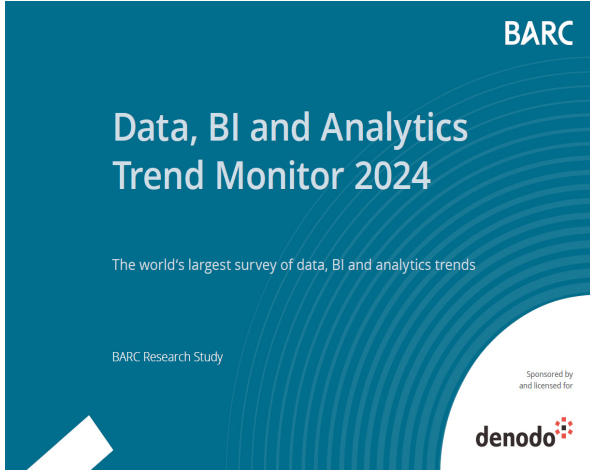 BARC
Data, BI and Analytics
Trend Monitor 2024
The world's largest survey of data, BI and analytics trends
BARC Research Study
Sponsored by
and licensed for
denodo